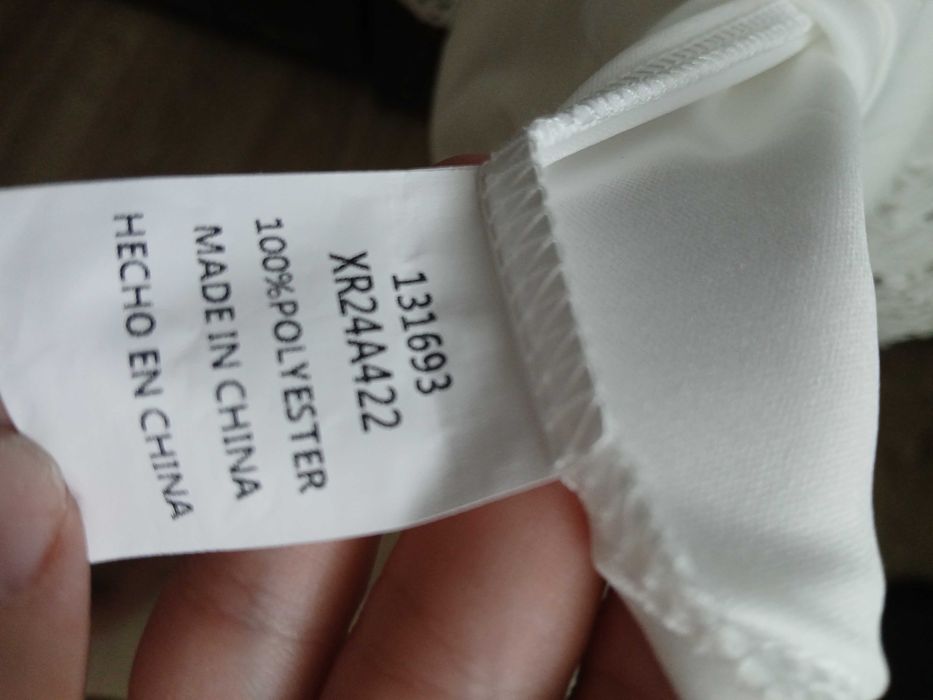 131693
XR24A422
100%POLYESTER
MADE IN CHINA
HECHO EN CHINA